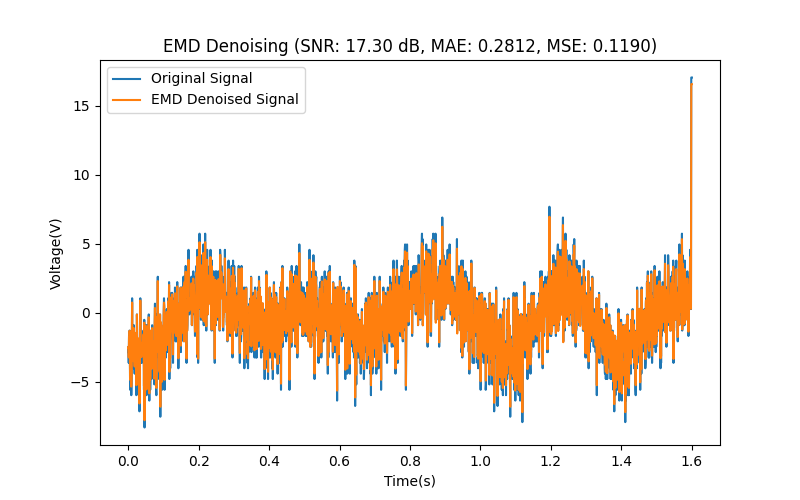 EMD Denoising (SNR: 17.30 dB, MAE: 0.2812, MSE: 0.1190)
Original Signal
EMD Denoised Signal
15
10
5
0
−5
Voltage(V)
0.0 0.2 0.4 0.6 0.8 1.0 1.2 1.4 1.6
Time(s)